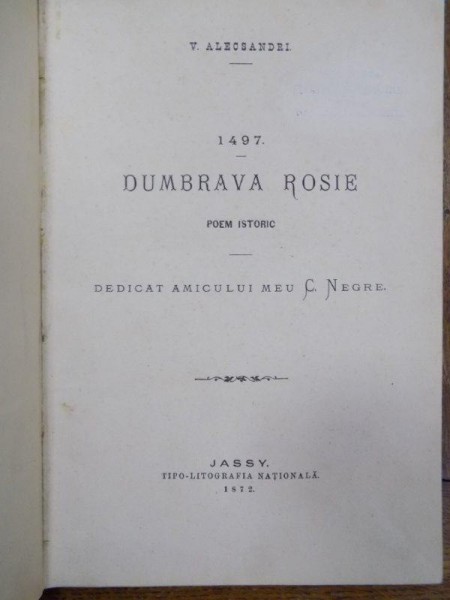 V. ALECSANDRI.
1497.
DUMBRAVA ROSIE
POEM ISTORIC
DEDICAT AMICULUI MEU C. NEGRE.
JASSY,
TIPO-LITOGRAFIA NAȚIONALĂ.
1872.